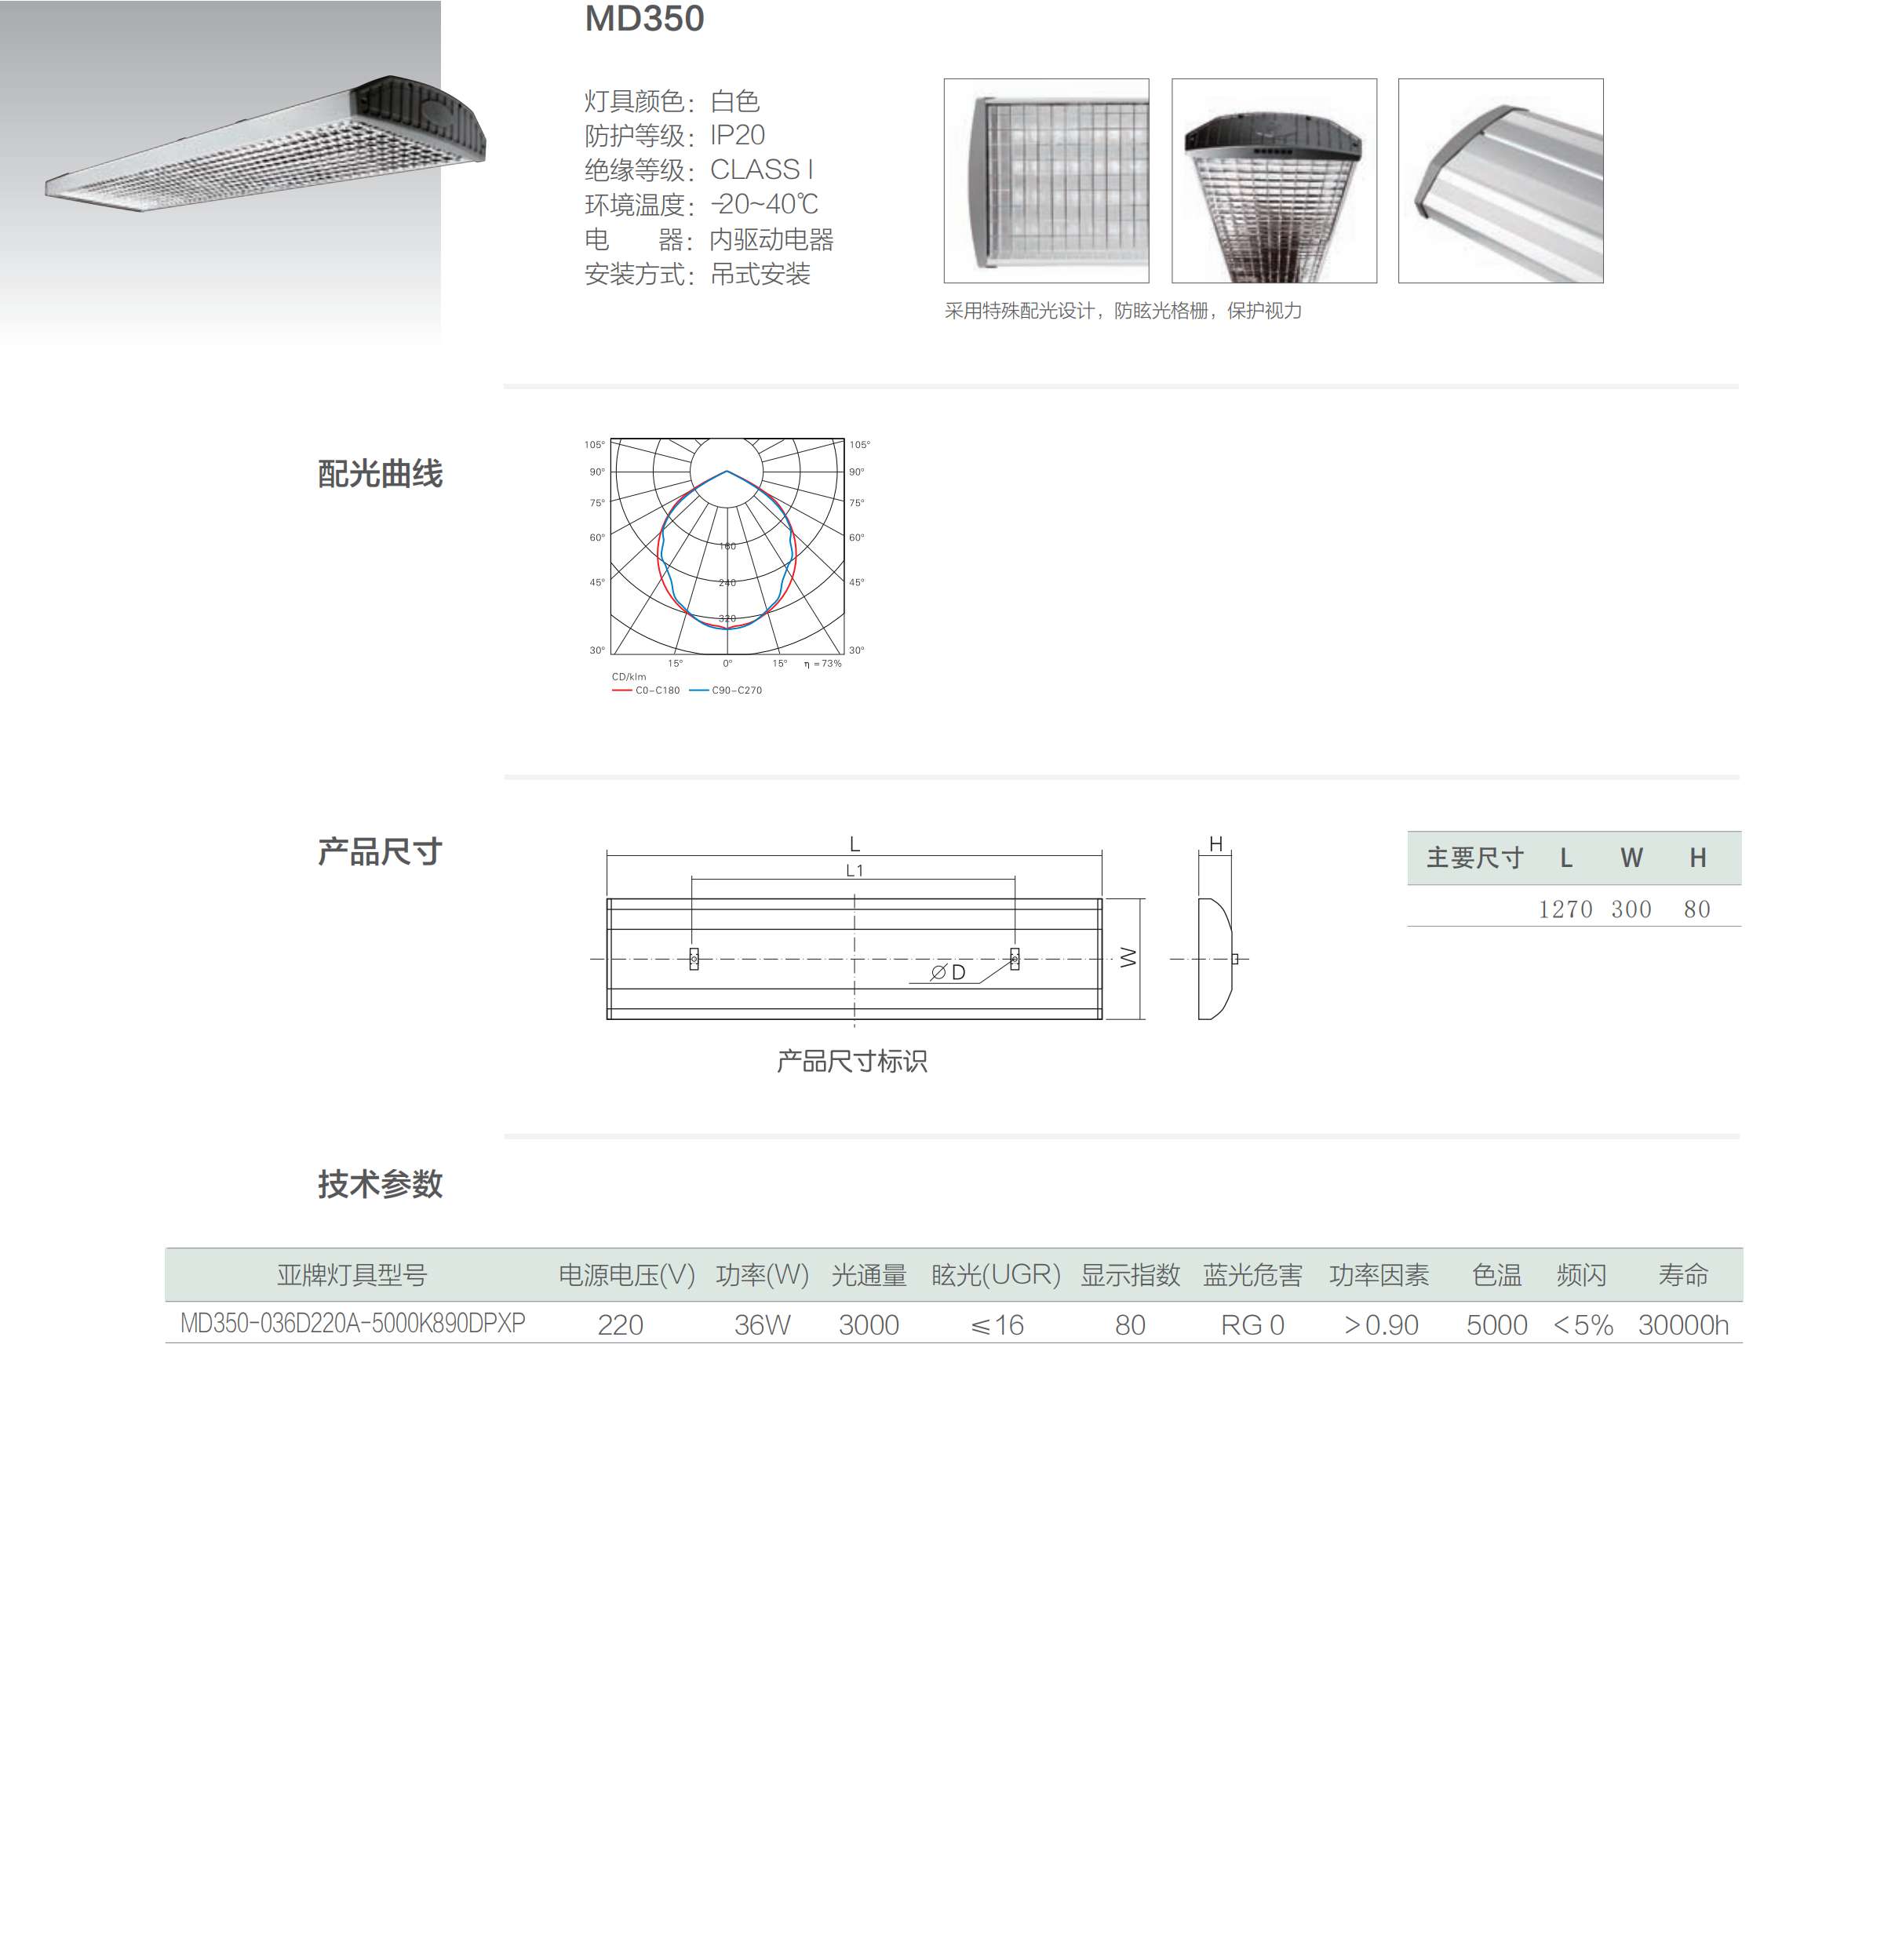 MD350
灯具颜色：白色
防护等级：IP20
绝缘等级：CLASS I
环境温度：-20~40℃
电　　器：内驱动电器
安装方式：吊式安装
采用特殊配光设计，防眩光格栅，保护视力
配光曲线
105° 105°
90° 90°
75° 75°
60° 160 60°
45° 240 45°
320
30° 30°
15° 0° 15° η=73%
CD/klm
C0-C180 C90-C270
产品尺寸
L H
L1
W
∅D
产品尺寸标识
主要尺寸 L W H
1270 300 80
技术参数
亚牌灯具型号 电源电压(V) 功率(W) 光通量 眩光(UGR) 显示指数 蓝光危害 功率因素 色温 频闪 寿命
MD350-036D220A-5000K890DPXP 220 36W 3000 ≤16 80 RG 0 >0.90 5000 <5% 30000h